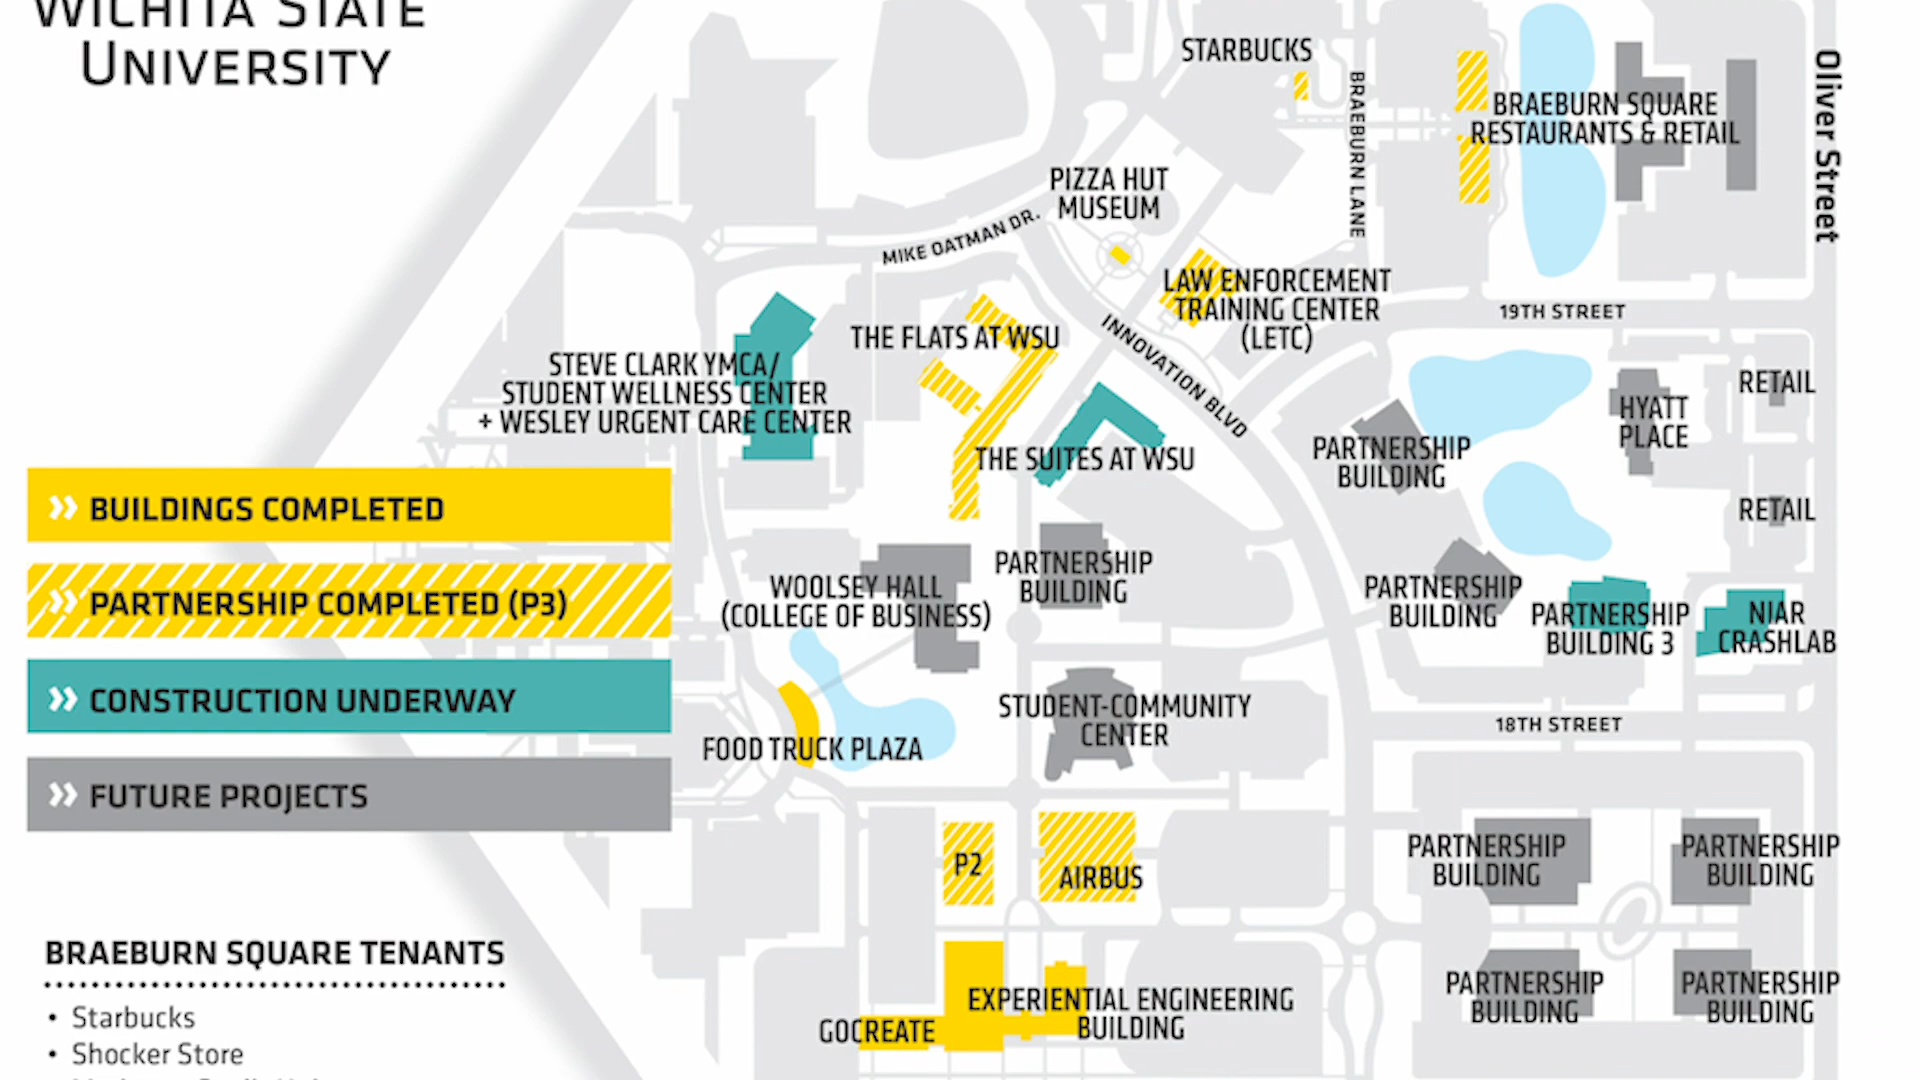 WICHITA STATE
UNIVERSITY
STARBUCKS
BRAEBURN LANE
BRAEBURN SQUARE
RESTAURANTS & RETAIL
Oliver Street
PIZZA HUT
MUSEUM
MIKE OATMAN DR.
LAW ENFORCEMENT
TRAINING CENTER
(LETC)
19TH STREET
THE FLATS AT WSU
INNOVATION BLVD
STEVE CLARK YMCA/
STUDENT WELLNESS CENTER
+ WESLEY URGENT CARE CENTER
THE SUITES AT WSU
PARTNERSHIP
BUILDING
HYATT
PLACE
RETAIL
RETAIL
» BUILDINGS COMPLETED
» PARTNERSHIP COMPLETED (P3)
» CONSTRUCTION UNDERWAY
» FUTURE PROJECTS
WOOLSEY HALL
(COLLEGE OF BUSINESS)
PARTNERSHIP
BUILDING
PARTNERSHIP
BUILDING
PARTNERSHIP
BUILDING 3
NIAR
CRASHLAB
STUDENT-COMMUNITY
CENTER
18TH STREET
FOOD TRUCK PLAZA
P2
AIRBUS
PARTNERSHIP
BUILDING
PARTNERSHIP
BUILDING
EXPERIENTIAL ENGINEERING
BUILDING
GOCREATE
PARTNERSHIP
BUILDING
PARTNERSHIP
BUILDING
BRAEBURN SQUARE TENANTS
• Starbucks
• Shocker Store